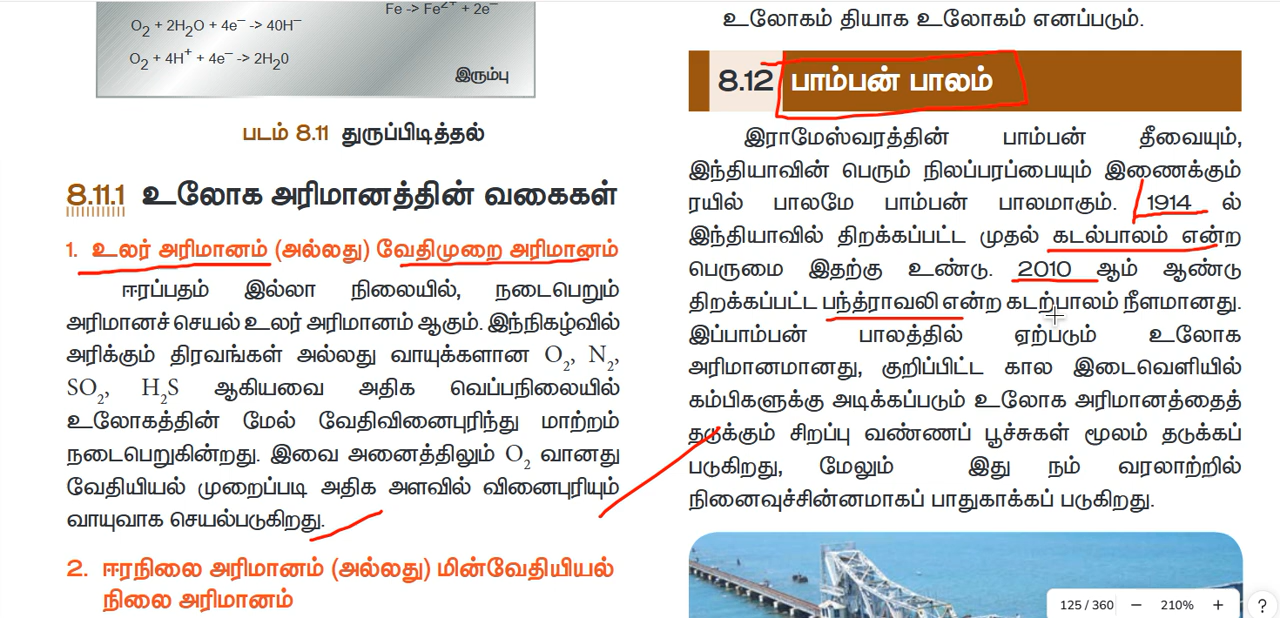 O₂ + 2H₂O + 4e⁻ -> 4OH⁻
Fe -> Fe²⁺ + 2e⁻
O₂ + 4H⁺ + 4e⁻ -> 2H₂0
இரும்பு
படம் 8.11 துருப்பிடித்தல்
8.11.1 உலோக அரிமானத்தின் வகைகள்
1. உலர் அரிமானம் (அல்லது) வேதிமுறை அரிமானம்
ஈரப்பதம் இல்லா நிலையில், நடைபெறும்
அரிமானச் செயல் உலர் அரிமானம் ஆகும். இந்நிகழ்வில்
அரிக்கும் திரவங்கள் அல்லது வாயுக்களான O₂, N₂,
SO₂, H₂S ஆகியவை அதிக வெப்பநிலையில்
உலோகத்தின் மேல் வேதிவினைபுரிந்து மாற்றம்
நடைபெறுகின்றது. இவை அனைத்திலும் O₂ வானது
வேதியியல் முறைப்படி அதிக அளவில் வினைபுரியும்
வாயுவாக செயல்படுகிறது.
2. ஈரநிலை அரிமானம் (அல்லது) மின்வேதியியல்
நிலை அரிமானம்
உலோகம் தியாக உலோகம் எனப்படும்.
8.12 பாம்பன் பாலம்
இராமேஸ்வரத்தின் பாம்பன் தீவையும்,
இந்தியாவின் பெரும் நிலப்பரப்பையும் இணைக்கும்
ரயில் பாலமே பாம்பன் பாலமாகும். 1914 ல்
இந்தியாவில் திறக்கப்பட்ட முதல் கடல்பாலம் என்ற
பெருமை இதற்கு உண்டு. 2010 ஆம் ஆண்டு
திறக்கப்பட்ட பந்த்ராவலி என்ற கடற்பாலம் நீளமானது.
இப்பாம்பன் பாலத்தில் ஏற்படும் உலோக
அரிமானமானது, குறிப்பிட்ட கால இடைவெளியில்
கம்பிகளுக்கு அடிக்கப்படும் உலோக அரிமானத்தைத்
தடுக்கும் சிறப்பு வண்ணப் பூச்சுகள் மூலம் தடுக்கப்
படுகிறது, மேலும் இது நம் வரலாற்றில்
நினைவுச்சின்னமாகப் பாதுகாக்கப் படுகிறது.
125 / 360 − 210% + ?